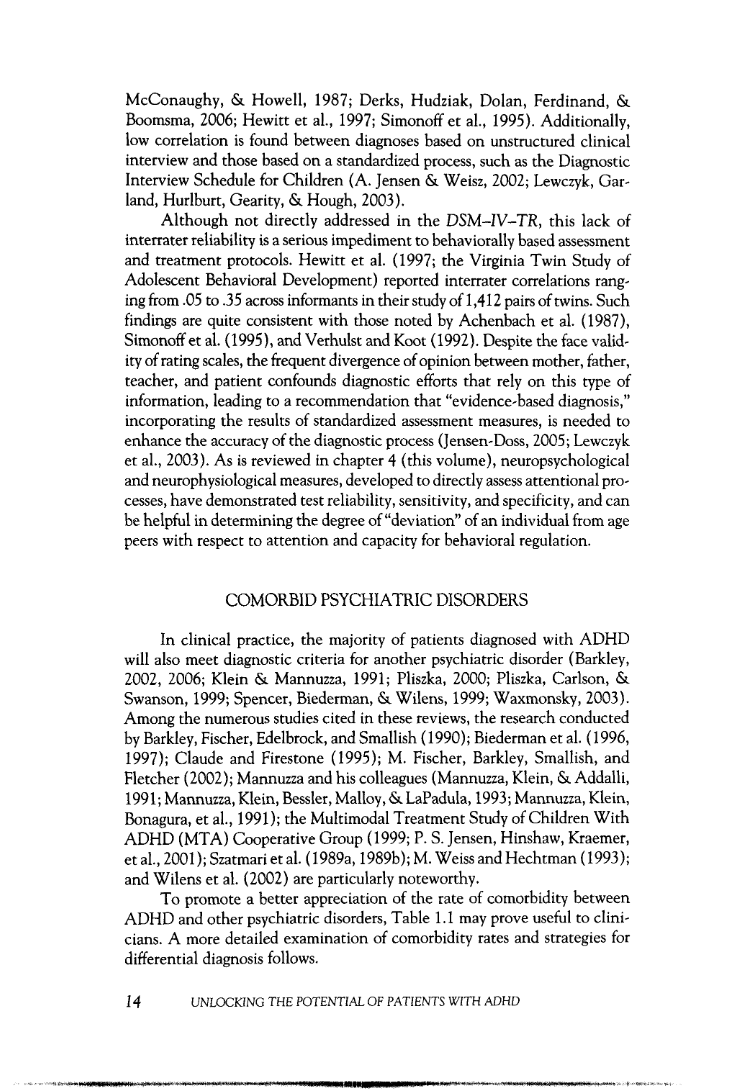 McConaughy, & Howell, 1987; Derks, Hudziak, Dolan, Ferdinand, &
Boomsma, 2006; Hewitt et al., 1997; Simonoff et al., 1995). Additionally,
low correlation is found between diagnoses based on unstructured clinical
interview and those based on a standardized process, such as the Diagnostic
Interview Schedule for Children (A. Jensen & Weisz, 2002; Lewczyk, Gar-
land, Hurlburt, Gearity, & Hough, 2003).
Although not directly addressed in the DSM–IV–TR, this lack of
interrater reliability is a serious impediment to behaviorally based assessment
and treatment protocols. Hewitt et al. (1997; the Virginia Twin Study of
Adolescent Behavioral Development) reported interrater correlations rang-
ing from .05 to .35 across informants in their study of 1,412 pairs of twins. Such
findings are quite consistent with those noted by Achenbach et al. (1987),
Simonoff et al. (1995), and Verhulst and Koot (1992). Despite the face valid-
ity of rating scales, the frequent divergence of opinion between mother, father,
teacher, and patient confounds diagnostic efforts that rely on this type of
information, leading to a recommendation that “evidence-based diagnosis,”
incorporating the results of standardized assessment measures, is needed to
enhance the accuracy of the diagnostic process (Jensen-Doss, 2005; Lewczyk
et al., 2003). As is reviewed in chapter 4 (this volume), neuropsychological
and neurophysiological measures, developed to directly assess attentional pro-
cesses, have demonstrated test reliability, sensitivity, and specificity, and can
be helpful in determining the degree of “deviation” of an individual from age
peers with respect to attention and capacity for behavioral regulation.
COMORBID PSYCHIATRIC DISORDERS
In clinical practice, the majority of patients diagnosed with ADHD
will also meet diagnostic criteria for another psychiatric disorder (Barkley,
2002, 2006; Klein & Mannuzza, 1991; Pliszka, 2000; Pliszka, Carlson, &
Swanson, 1999; Spencer, Biederman, & Wilens, 1999; Waxmonsky, 2003).
Among the numerous studies cited in these reviews, the research conducted
by Barkley, Fischer, Edelbrock, and Smallish (1990); Biederman et al. (1996,
1997); Claude and Firestone (1995); M. Fischer, Barkley, Smallish, and
Fletcher (2002); Mannuzza and his colleagues (Mannuzza, Klein, & Addalli,
1991; Mannuzza, Klein, Bessler, Malloy, & LaPadula, 1993; Mannuzza, Klein,
Bonagura, et al., 1991); the Multimodal Treatment Study of Children With
ADHD (MTA) Cooperative Group (1999; P. S. Jensen, Hinshaw, Kraemer,
et al., 2001); Szatmari et al. (1989a, 1989b); M. Weiss and Hechtman (1993);
and Wilens et al. (2002) are particularly noteworthy.
To promote a better appreciation of the rate of comorbidity between
ADHD and other psychiatric disorders, Table 1.1 may prove useful to clini-
cians. A more detailed examination of comorbidity rates and strategies for
differential diagnosis follows.
14 UNLOCKING THE POTENTIAL OF PATIENTS WITH ADHD